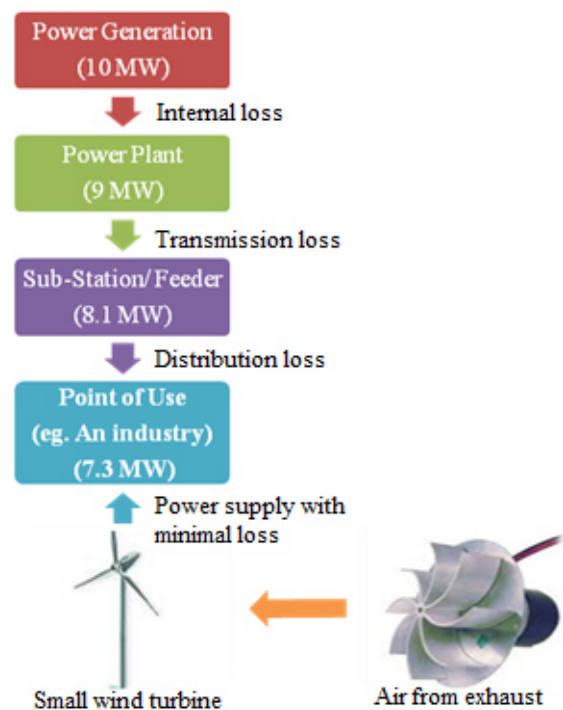 Power Generation
(10 MW)
Internal loss
Power Plant
(9 MW)
Transmission loss
Sub-Station/ Feeder
(8.1 MW)
Distribution loss
Point of Use
(eg. An industry)
(7.3 MW)
Power supply with
minimal loss
Small wind turbine
Air from exhaust